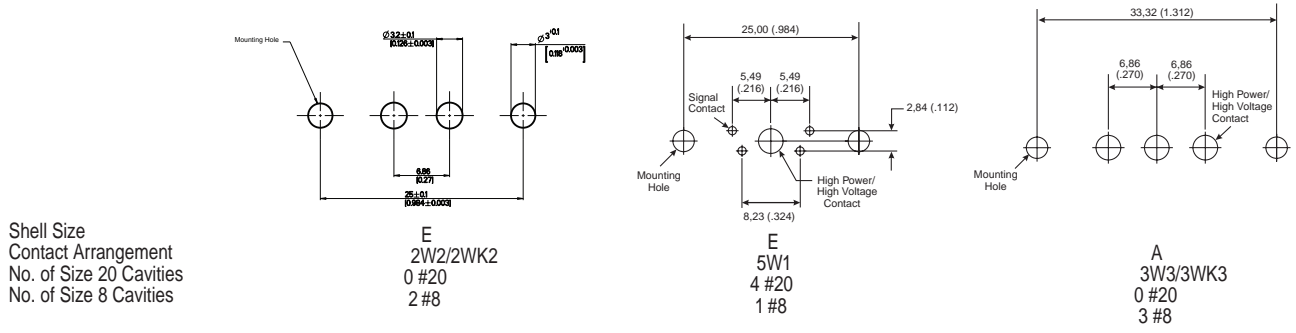 Mounting Hole
Ø3.2±0.1
[0.126±0.003]
Ø3 +0.1
[0.118 +0.003]
6.86
[0.27]
25±0.1
[0.984±0.003]
25,00 (.984)
5,49
(.216)
5,49
(.216)
Signal
Contact
2,84 (.112)
Mounting
Hole
High Power/
High Voltage
Contact
8,23 (.324)
33,32 (1.312)
6,86
(.270)
6,86
(.270)
High Power/
High Voltage
Contact
Mounting
Hole
Shell Size
Contact Arrangement
No. of Size 20 Cavities
No. of Size 8 Cavities
E
2W2/2WK2
0 #20
2 #8
E
5W1
4 #20
1 #8
A
3W3/3WK3
0 #20
3 #8